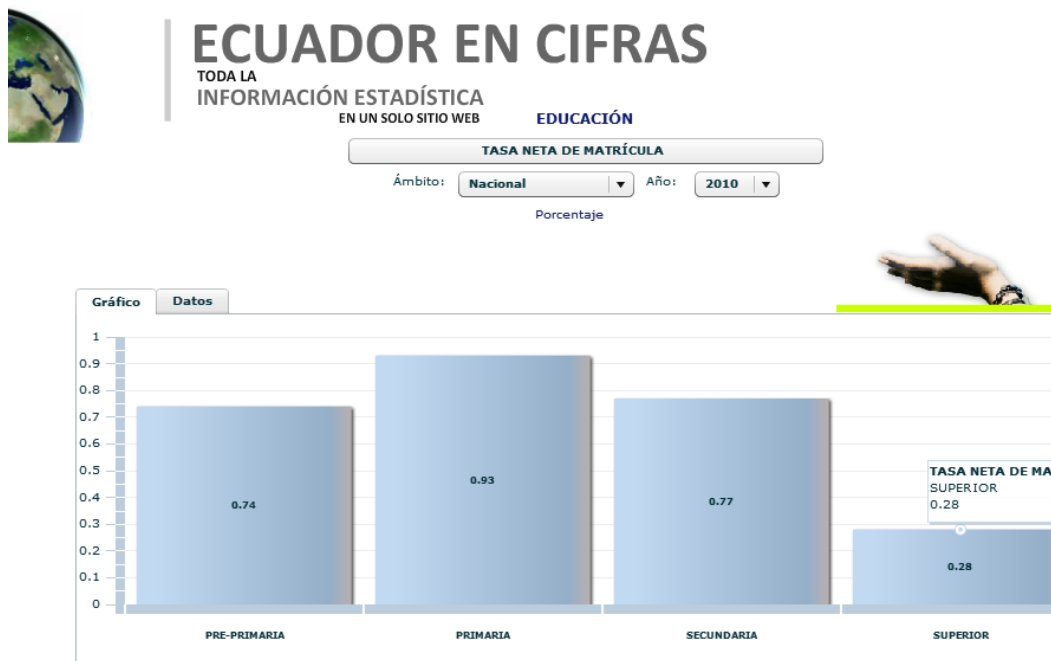 ECUADOR EN CIFRAS
TODA LA
INFORMACIÓN ESTADÍSTICA
EN UN SOLO SITIO WEB
EDUCACIÓN
TASA NETA DE MATRÍCULA
Ámbito: Nacional Año: 2010
Porcentaje
Gráfico Datos
1
0.9
0.8
0.7
0.6
0.5
0.4
0.3
0.2
0.1
0
0.74
0.93
0.77
TASA NETA DE MA
SUPERIOR
0.28
0.28
PRE-PRIMARIA PRIMARIA SECUNDARIA SUPERIOR